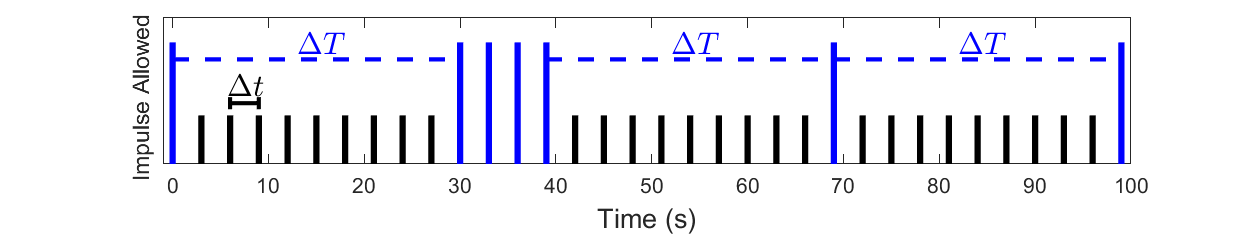 Impulse Allowed
ΔT ΔT ΔT
Δt
0 10 20 30 40 50 60 70 80 90 100
Time (s)